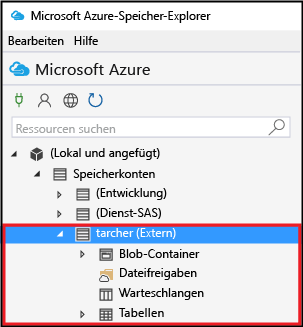 Microsoft Azure-Speicher-Explorer
Bearbeiten Hilfe
Microsoft Azure
Ressourcen suchen
(Lokal und angefügt)
Speicherkonten
(Entwicklung)
(Dienst-SAS)
tarcher (Extern)
Blob-Container
Dateifreigaben
Warteschlangen
Tabellen